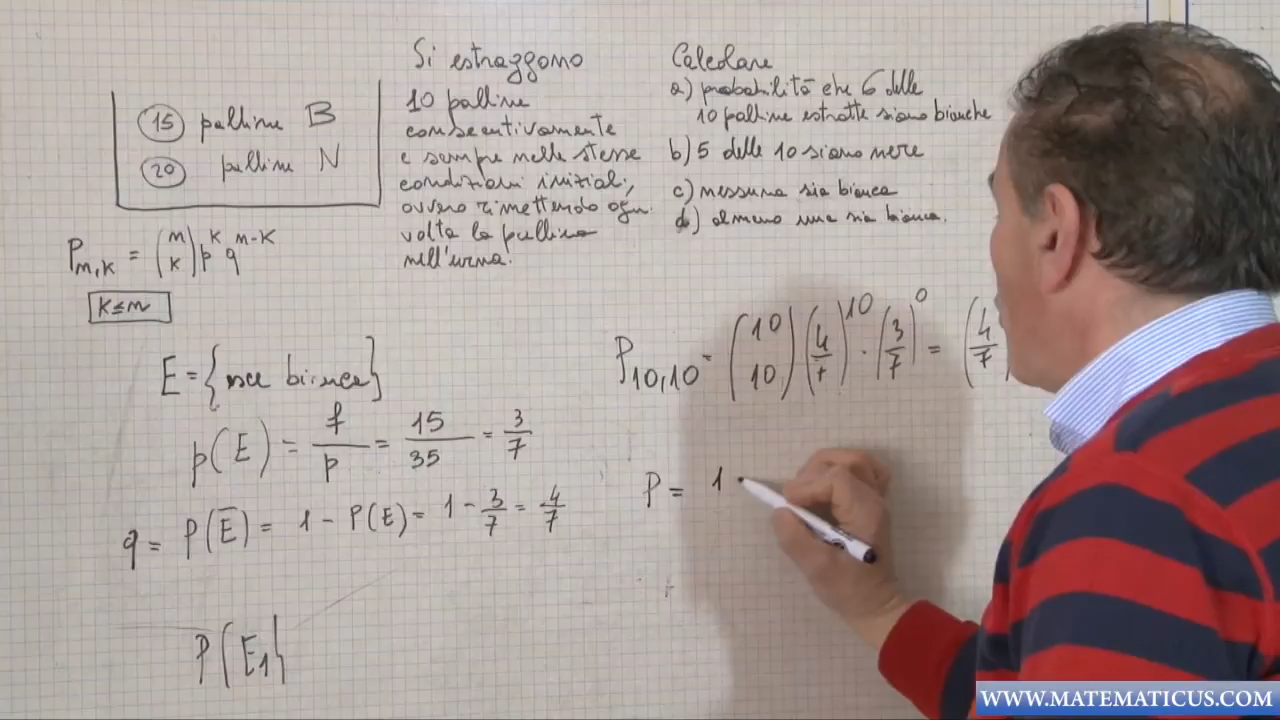 15 palline B
20 palline N
Si estraggono
10 palline
consecutivamente
e sempre nelle stesse
condizioni iniziali,
ovvero rimettendo ogni
volta la pallina
nell'urna.
Calcolare
a) probabilità che 6 delle
10 palline estratte siano bianche
b) 5 delle 10 siano nere
c) nessuna sia bianca
d) almeno una sia bianca.
P_{n,k} = (n k) p^k q^{n-k}
k≤n
E = { esce bianca }
p(E) = f/p = 15/35 = 3/7
q = P(E̅) = 1 - P(E) = 1 - 3/7 = 4/7
P(E1)
P_{10,10} = (10 10) (4/7)^10 · (3/7)^0 = (4/7)
P = 1
WWW.MATEMATICUS.COM